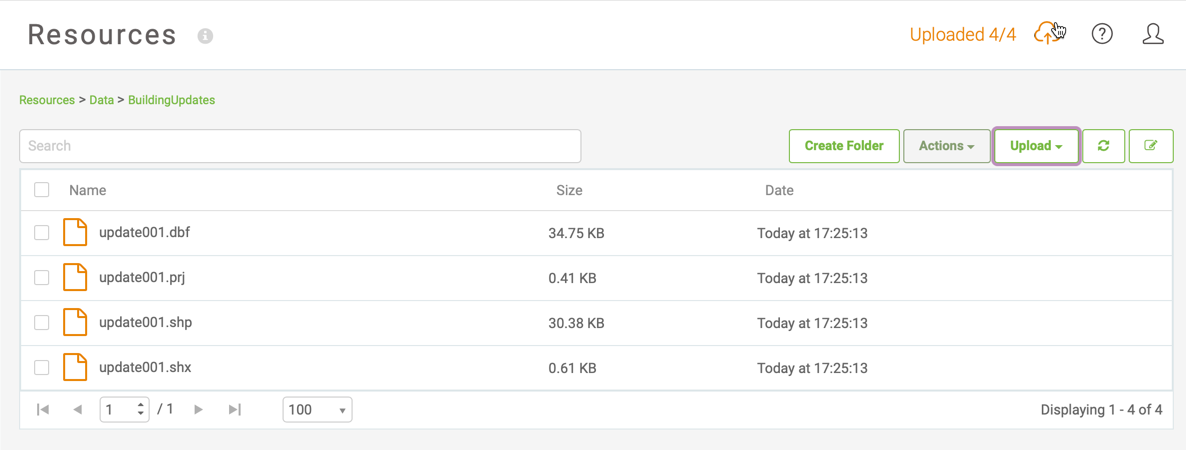 Resources
Uploaded 4/4
Resources > Data > BuildingUpdates
Search
Create Folder
Actions
Upload
Name Size Date
update001.dbf 34.75 KB Today at 17:25:13
update001.prj 0.41 KB Today at 17:25:13
update001.shp 30.38 KB Today at 17:25:13
update001.shx 0.61 KB Today at 17:25:13
1 / 1 100 Displaying 1 - 4 of 4